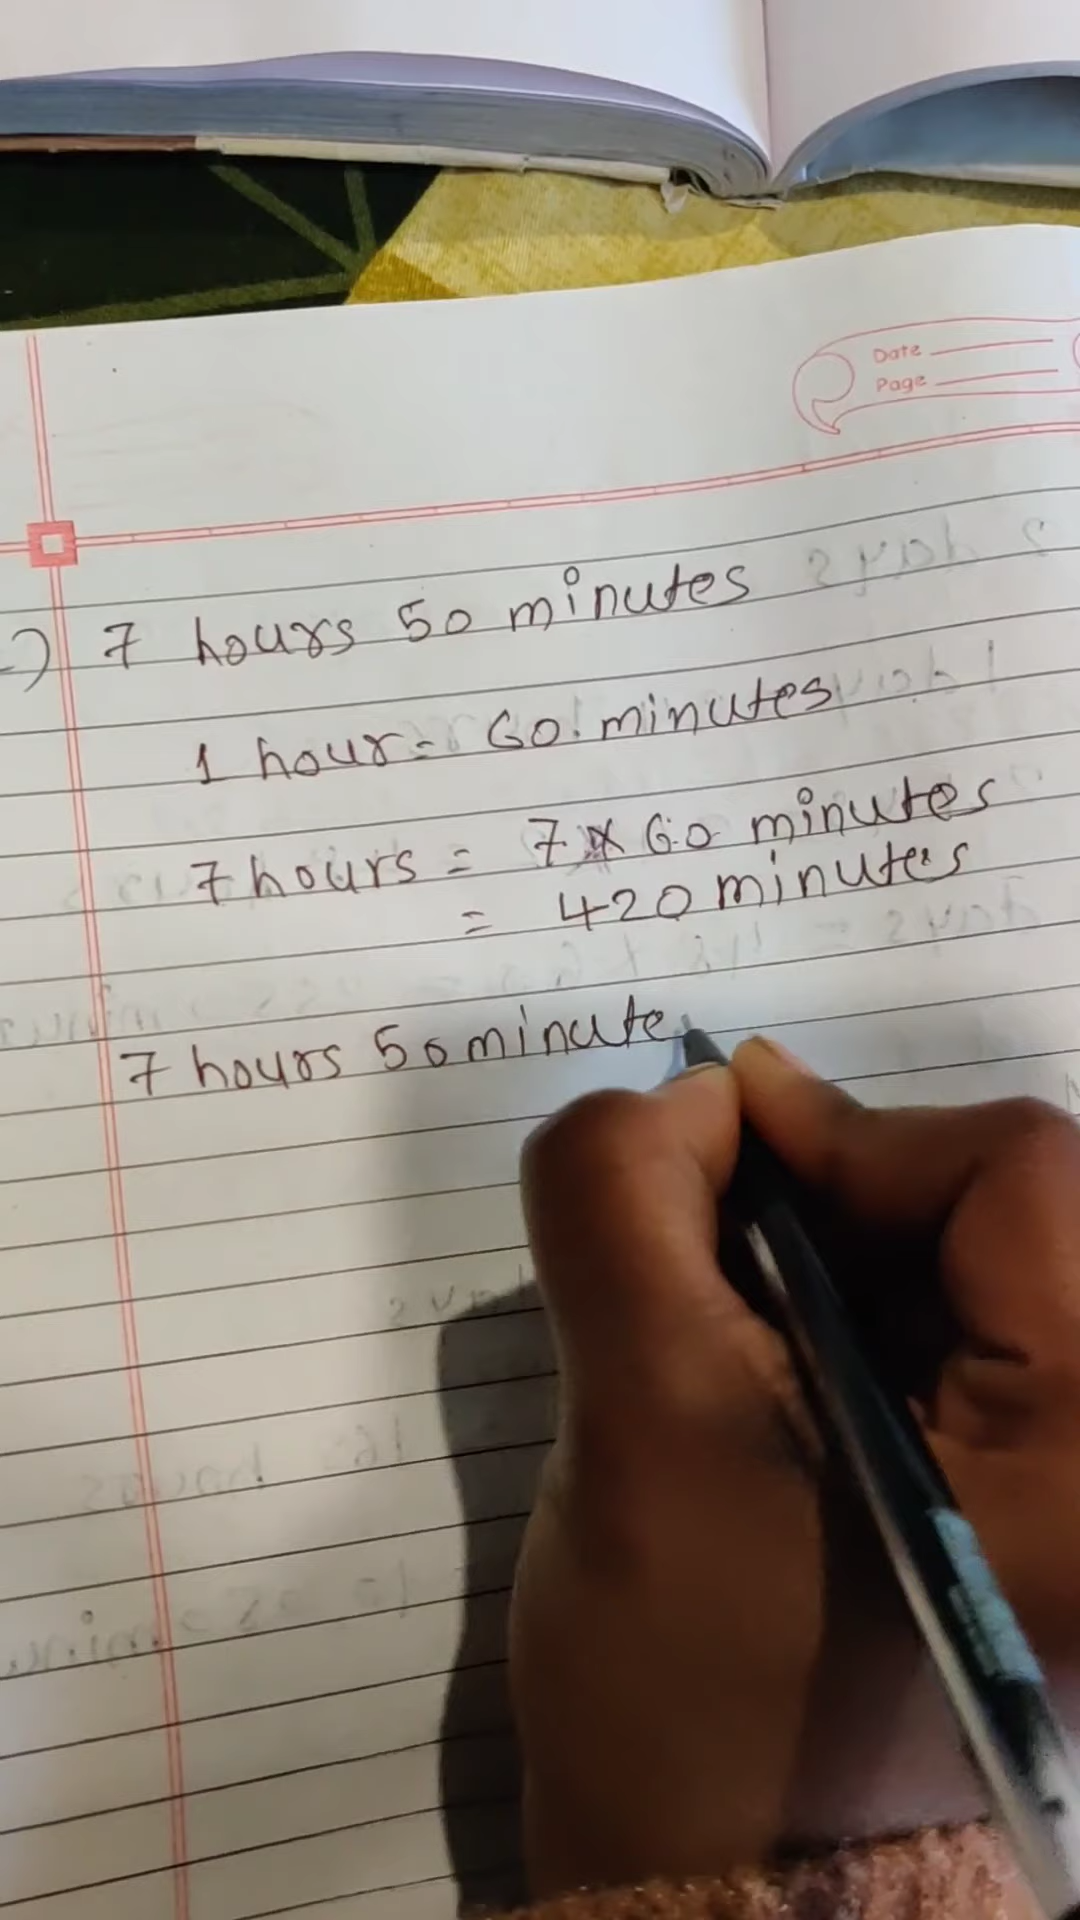 Date
Page
7 hours 50 minutes
1 hour = 60 minutes
7 hours = 7 x 60 minutes
= 420 minutes
7 hours 50 minute